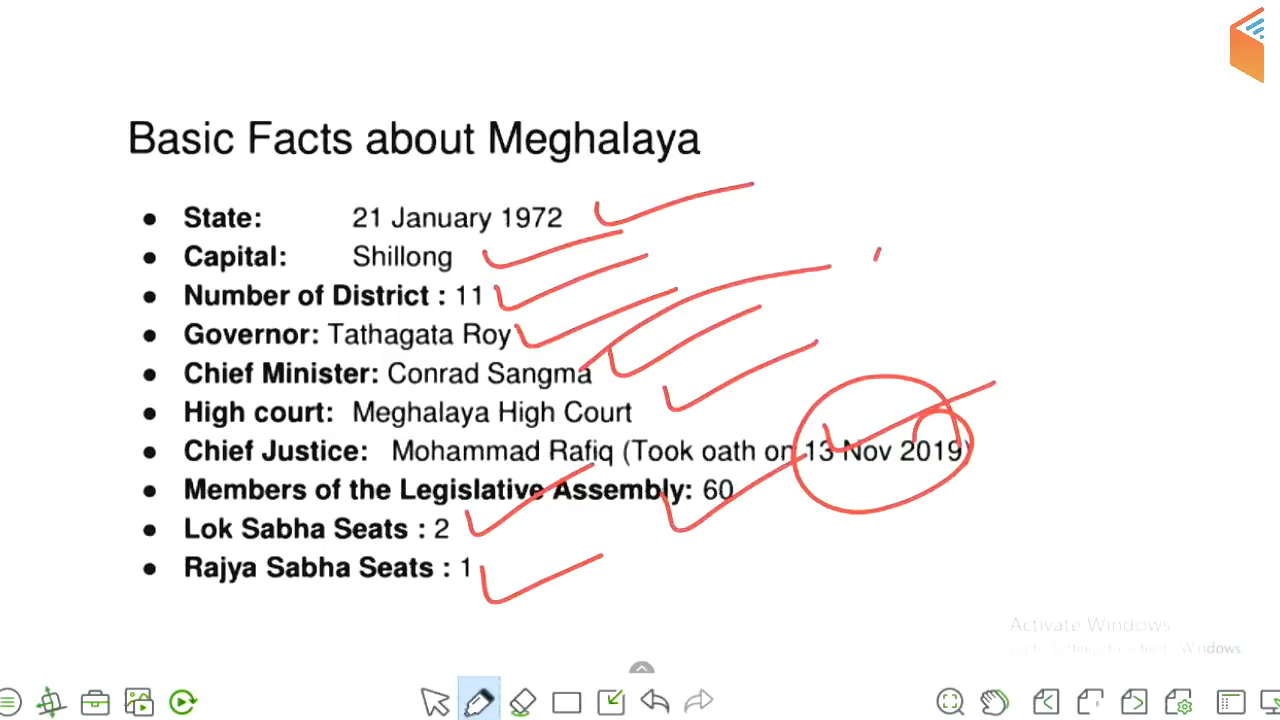 Basic Facts about Meghalaya
● State: 21 January 1972
● Capital: Shillong
● Number of District : 11
● Governor: Tathagata Roy
● Chief Minister: Conrad Sangma
● High court: Meghalaya High Court
● Chief Justice: Mohammad Rafiq (Took oath on 13 Nov 2019)
● Members of the Legislative Assembly: 60
● Lok Sabha Seats : 2
● Rajya Sabha Seats : 1
Activate Windows
Windows.